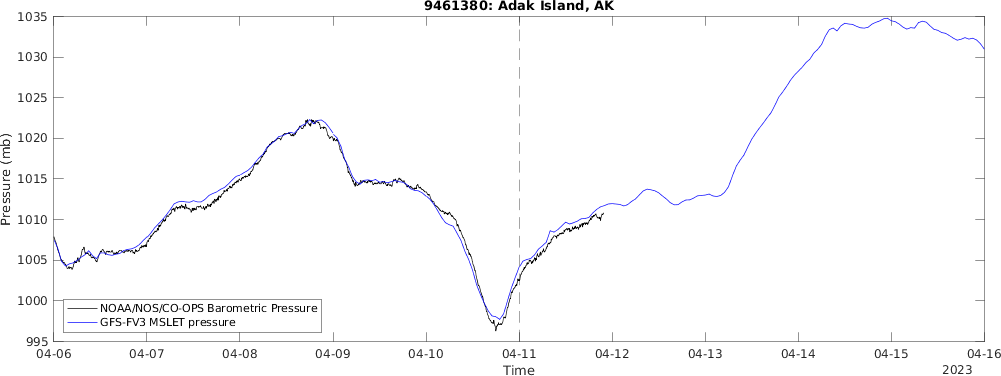 9461380: Adak Island, AK
Pressure (mb)
1035
1030
1025
1020
1015
1010
1005
1000
995
NOAA/NOS/CO-OPS Barometric Pressure
GFS-FV3 MSLET pressure
04-06 04-07 04-08 04-09 04-10 04-11 04-12 04-13 04-14 04-15 04-16
Time
2023